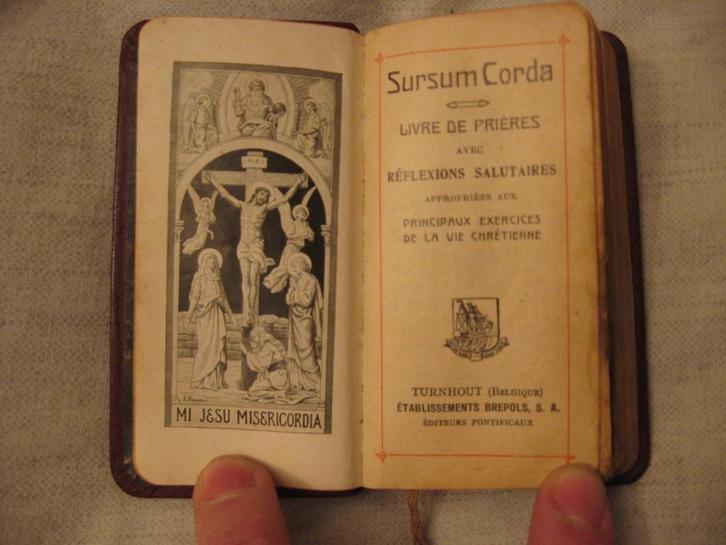 INRI
MI JESU MISERICORDIA
Sursum Corda
LIVRE DE PRIÈRES
AVEC
RÉFLEXIONS SALUTAIRES
APPROPRIÉES AUX
PRINCIPAUX EXERCICES
DE LA VIE CHRÉTIENNE
TURNHOUT (BELGIQUE)
ÉTABLISSEMENTS BREPOLS, S. A.
ÉDITEURS PONTIFICAUX